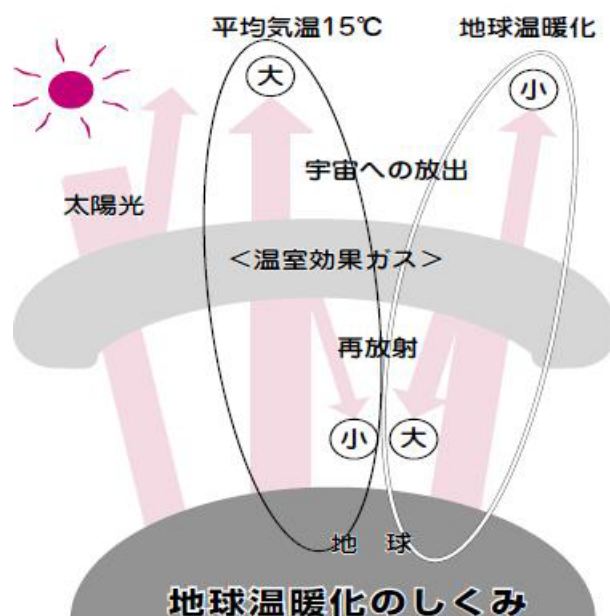 平均気温15℃
地球温暖化
大
小
宇宙への放出
太陽光
＜温室効果ガス＞
再放射
小
大
地 球
地球温暖化のしくみ